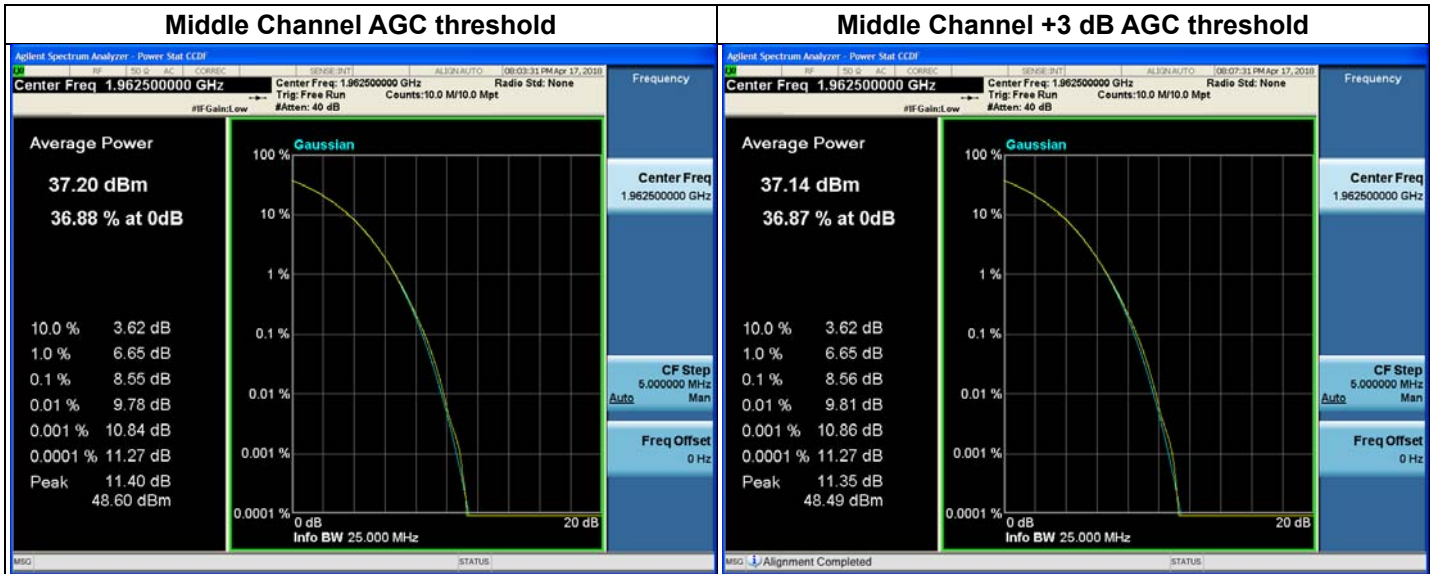 Middle Channel AGC threshold
Agilent Spectrum Analyzer - Power Stat CCDF
RF 50 Ω AC CORREC SENSE:INT ALIGN AUTO 08:03:31 PM Apr 17, 2018
Center Freq 1.962500000 GHz
Center Freq: 1.962500000 GHz Radio Std: None
Trig: Free Run Counts:10.0 M/10.0 Mpt
#IFGain:Low #Atten: 40 dB
Frequency
Average Power
37.20 dBm
36.88 % at 0dB
10.0 % 3.62 dB
1.0 % 6.65 dB
0.1 % 8.55 dB
0.01 % 9.78 dB
0.001 % 10.84 dB
0.0001 % 11.27 dB
Peak 11.40 dB
48.60 dBm
Gaussian
100 %
10 %
1 %
0.1 %
0.01 %
0.001 %
0.0001 %
0 dB 20 dB
Info BW 25.000 MHz
Center Freq
1.962500000 GHz
CF Step
5.000000 MHz
Auto Man
Freq Offset
0 Hz
MSG STATUS
Middle Channel +3 dB AGC threshold
Agilent Spectrum Analyzer - Power Stat CCDF
RF 50 Ω AC CORREC SENSE:INT ALIGN AUTO 08:07:31 PM Apr 17, 2018
Center Freq 1.962500000 GHz
Center Freq: 1.962500000 GHz Radio Std: None
Trig: Free Run Counts:10.0 M/10.0 Mpt
#IFGain:Low #Atten: 40 dB
Frequency
Average Power
37.14 dBm
36.87 % at 0dB
10.0 % 3.62 dB
1.0 % 6.65 dB
0.1 % 8.56 dB
0.01 % 9.81 dB
0.001 % 10.86 dB
0.0001 % 11.27 dB
Peak 11.35 dB
48.49 dBm
Gaussian
100 %
10 %
1 %
0.1 %
0.01 %
0.001 %
0.0001 %
0 dB 20 dB
Info BW 25.000 MHz
Center Freq
1.962500000 GHz
CF Step
5.000000 MHz
Auto Man
Freq Offset
0 Hz
MSG Alignment Completed STATUS